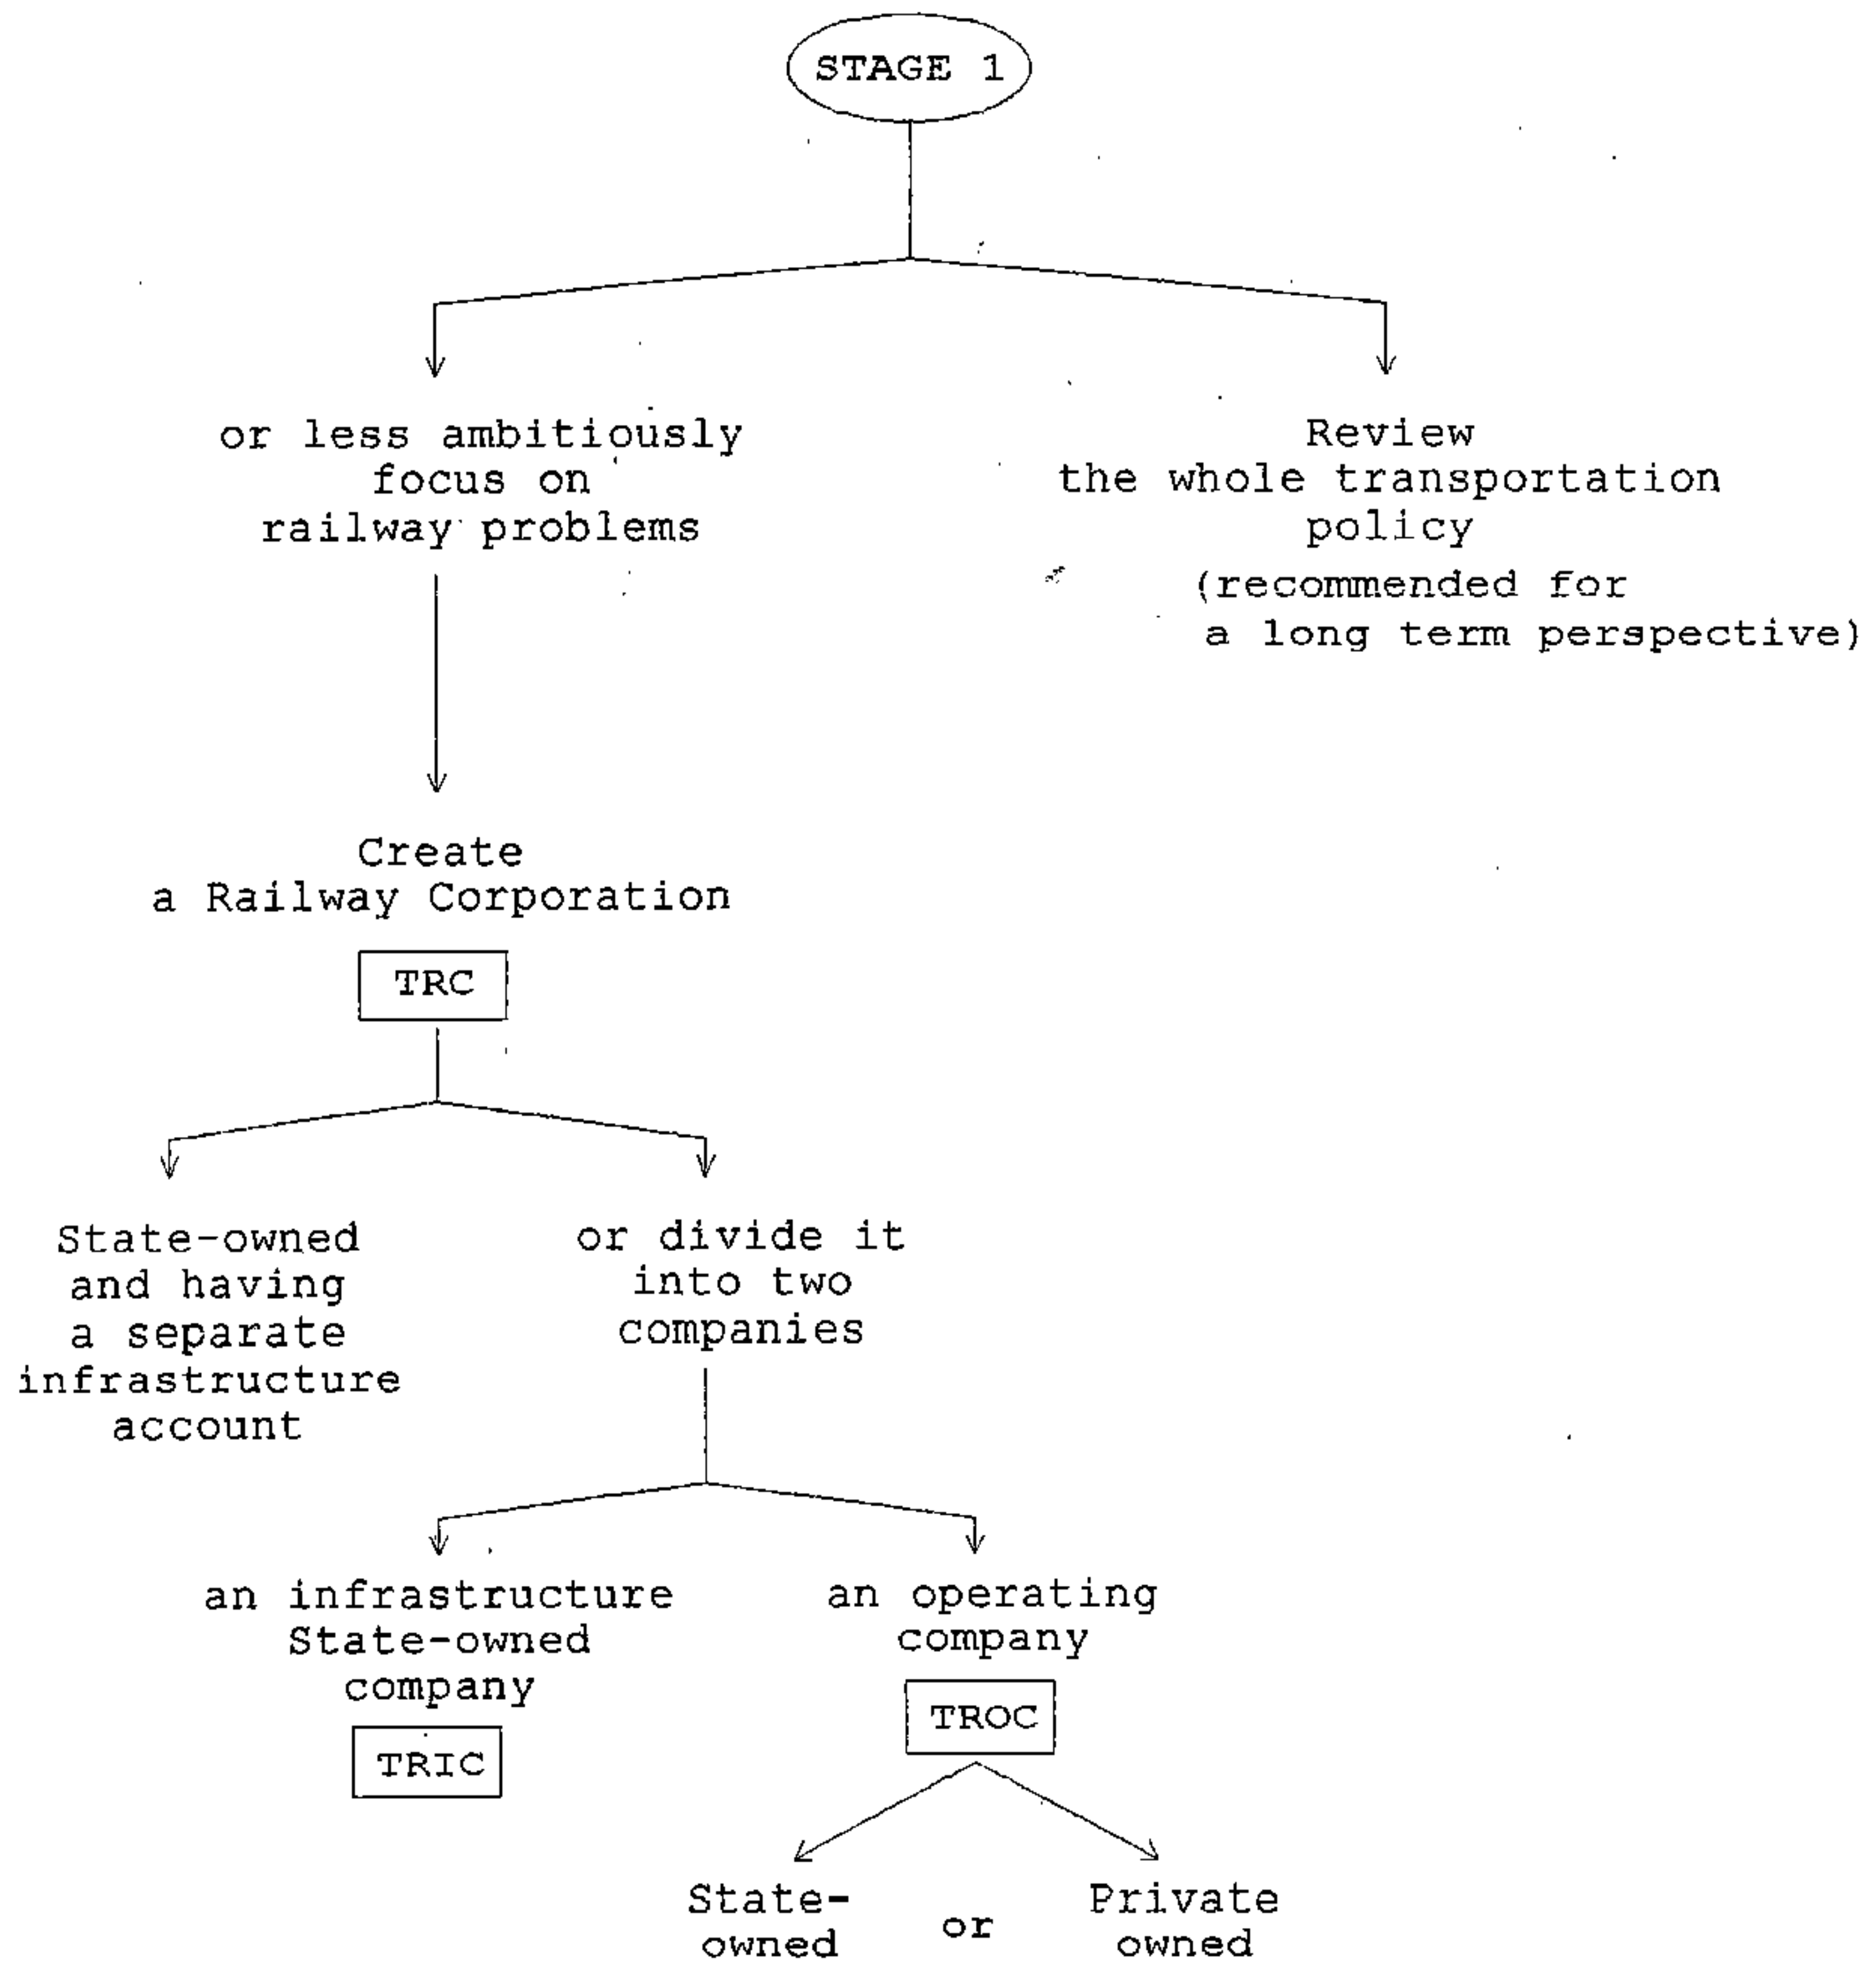 STAGE 1
or less ambitiously
focus on
railway problems
Review
the whole transportation
policy
(recommended for
a long term perspective)
Create
a Railway Corporation
TRC
State-owned
and having
a separate
infrastructure
account
or divide it
into two
companies
an infrastructure
State-owned
company
TRIC
an operating
company
TROC
State-
owned
or
Private
owned